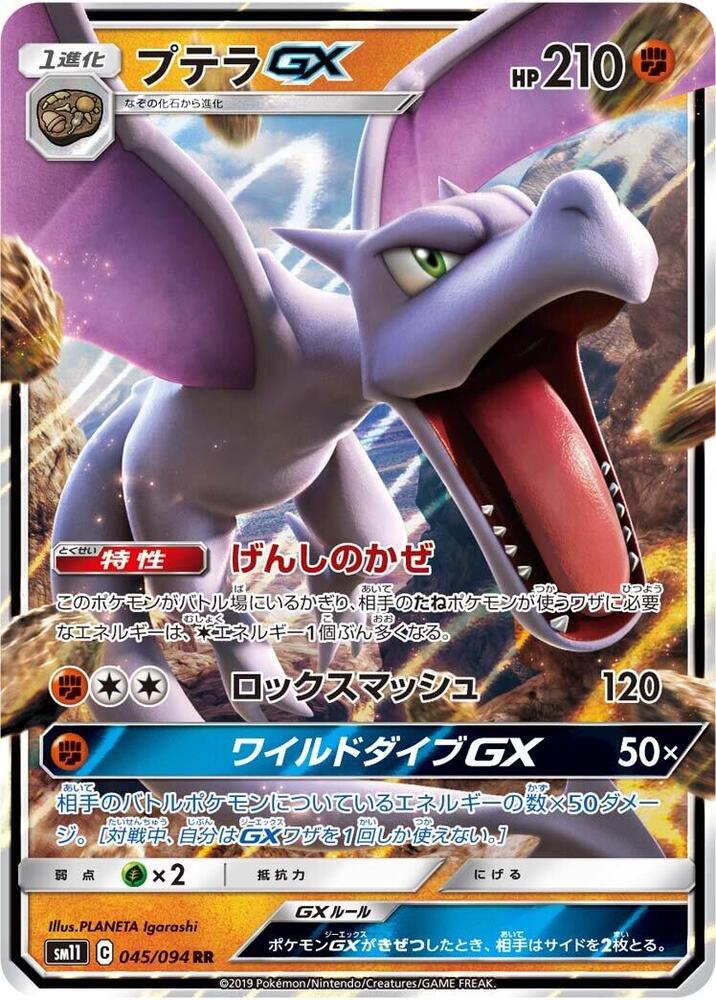 1進化
プテラGX
HP210
なぞの化石から進化
とくせい
特性 げんしのかぜ
このポケモンがバトル場にいるかぎり、相手のたねポケモンが使うワザに必要
なエネルギーは、エネルギー1個ぶん多くなる。
ロックスマッシュ 120
ワイルドダイブGX 50×
相手のバトルポケモンについているエネルギーの数×50ダメー
ジ。[対戦中、自分はGXワザを1回しか使えない。]
弱点 ×2 抵抗力 にげる
Illus.PLANETA Igarashi
GXルール
ポケモンGXがきぜつしたとき、相手はサイドを2枚とる。
sm11 C 045/094 RR
©2019 Pokémon/Nintendo/Creatures/GAME FREAK.